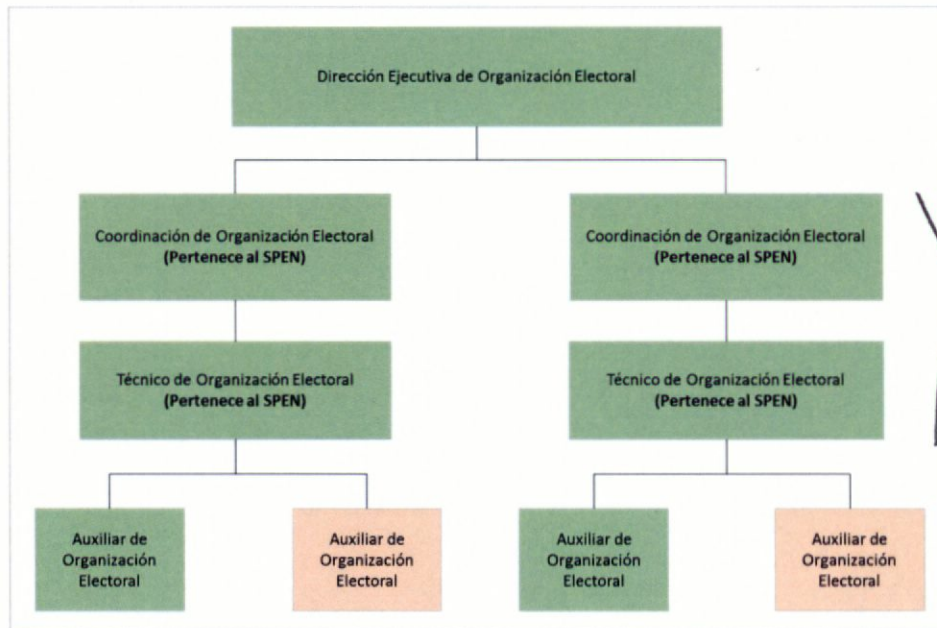 Dirección Ejecutiva de Organización Electoral
Coordinación de Organización Electoral
(Pertenece al SPEN)
Coordinación de Organización Electoral
(Pertenece al SPEN)
Técnico de Organización Electoral
(Pertenece al SPEN)
Técnico de Organización Electoral
(Pertenece al SPEN)
Auxiliar de
Organización
Electoral
Auxiliar de
Organización
Electoral
Auxiliar de
Organización
Electoral
Auxiliar de
Organización
Electoral